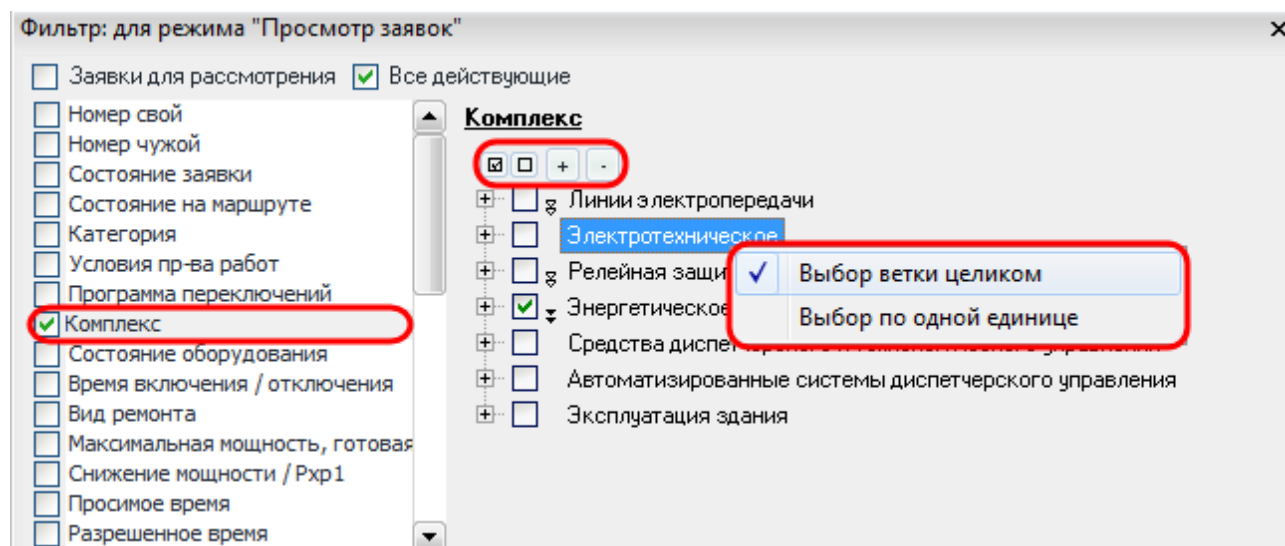 Фильтр: для режима "Просмотр заявок"
Заявки для рассмотрения Все действующие
Номер свой
Номер чужой
Состояние заявки
Состояние на маршруте
Категория
Условия пр-ва работ
Программа переключений
Комплекс
Состояние оборудования
Время включения / отключения
Вид ремонта
Максимальная мощность, готовая
Снижение мощности / Рхр1
Просимое время
Разрешенное время
Комплекс
+ -
Линии электропередачи
Электротехническое
Релейная защи
Энергетическое
Средства диспетчерского и технологического управления
Автоматизированные системы диспетчерского управления
Эксплуатация здания
Выбор ветки целиком
Выбор по одной единице